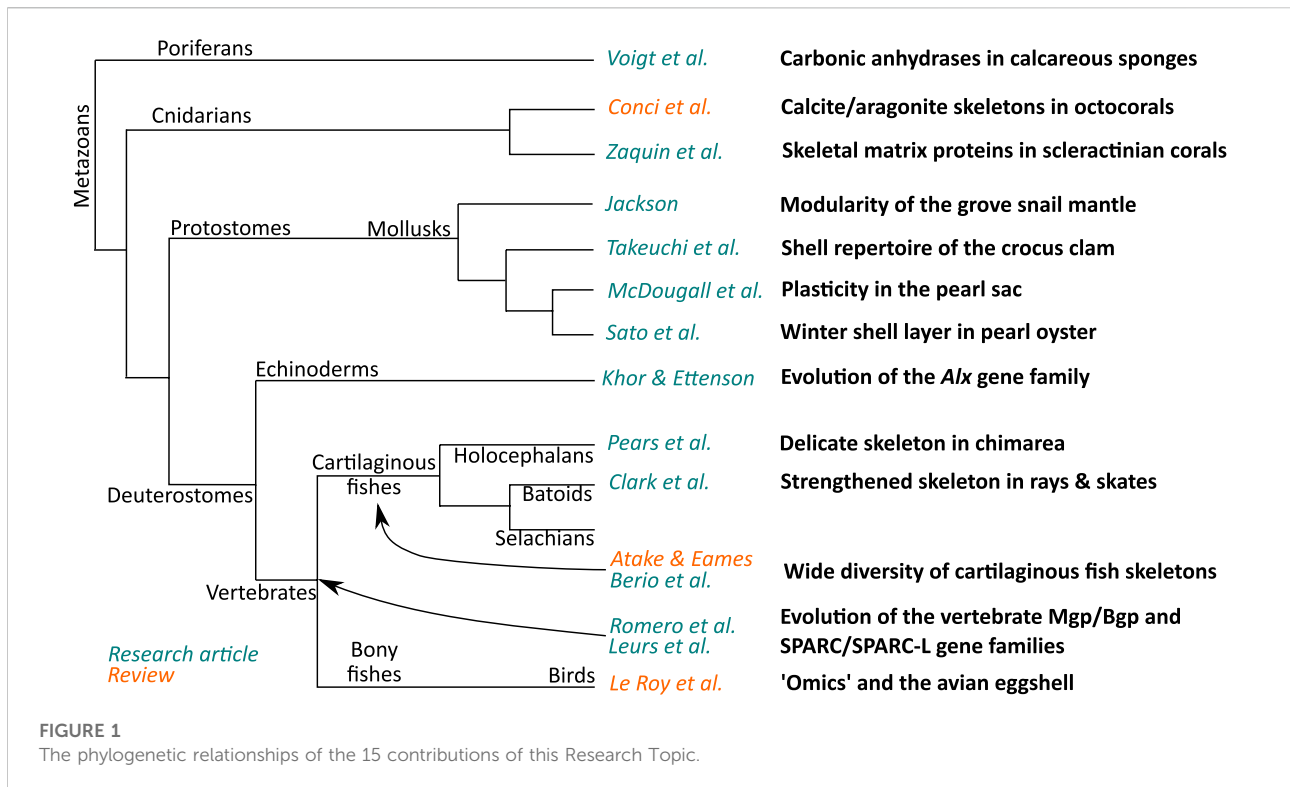 Poriferans
Voigt et al. Carbonic anhydrases in calcareous sponges
Metazoans
Cnidarians
Conci et al. Calcite/aragonite skeletons in octocorals
Zaquin et al. Skeletal matrix proteins in scleractinian corals
Protostomes
Mollusks
Jackson Modularity of the grove snail mantle
Takeuchi et al. Shell repertoire of the crocus clam
McDougall et al. Plasticity in the pearl sac
Sato et al. Winter shell layer in pearl oyster
Echinoderms
Khor & Ettenson Evolution of the Alx gene family
Deuterostomes
Cartilaginous
fishes
Holocephalans
Pears et al. Delicate skeleton in chimarea
Batoids
Clark et al. Strengthened skeleton in rays & skates
Selachians
Atake & Eames
Berio et al.
Wide diversity of cartilaginous fish skeletons
Vertebrates
Romero et al.
Leurs et al.
Evolution of the vertebrate Mgp/Bgp and
SPARC/SPARC-L gene families
Bony
fishes
Birds
Le Roy et al. 'Omics' and the avian eggshell
Research article
Review
FIGURE 1
The phylogenetic relationships of the 15 contributions of this Research Topic.